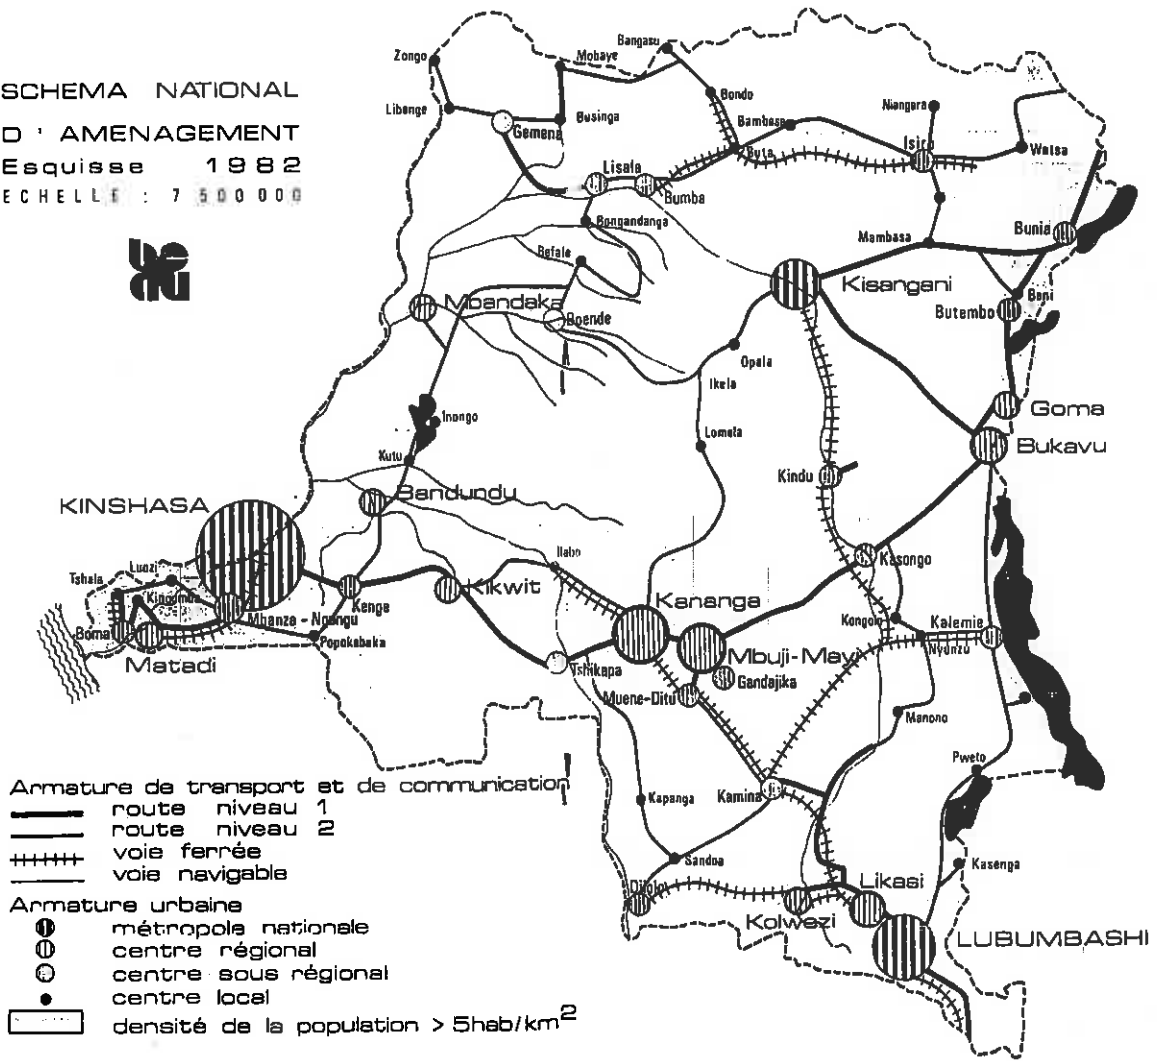 SCHEMA NATIONAL
D ' AMENAGEMENT
Esquisse 1982
ECHELLE : 7 500 000
beau
Zongo
Libenge
Gemena
Mobaye
Businga
Bangasu
Bondo
Bambesa
Buta
Niangara
Isiro
Watsa
Lisala
Bumba
Bongandanga
Befale
Mambasa
Bunia
Beni
Butembo
Kisangani
Mbandaka
Boende
Opala
Ikela
Lomela
Goma
Bukavu
Inongo
Kutu
Kindu
Bandundu
KINSHASA
Tshela
Luozi
Boma
Matadi
Mbanza - Ngungu
Kenge
Popokabaka
Kikwit
Ilebo
Kasongo
Kananga
Mbuji-Mayi
Gandajika
Tshikapa
Muene-Ditu
Kongolo
Kalemie
Nyunzu
Manono
Pweto
Kapanga
Kamina
Sandoa
Dilolo
Kolwezi
Likasi
Kasenga
LUBUMBASHI
Armature de transport et de communication
route niveau 1
route niveau 2
voie ferrée
voie navigable
Armature urbaine
métropole nationale
centre régional
centre sous régional
centre local
densité de la population > 5hab/km²